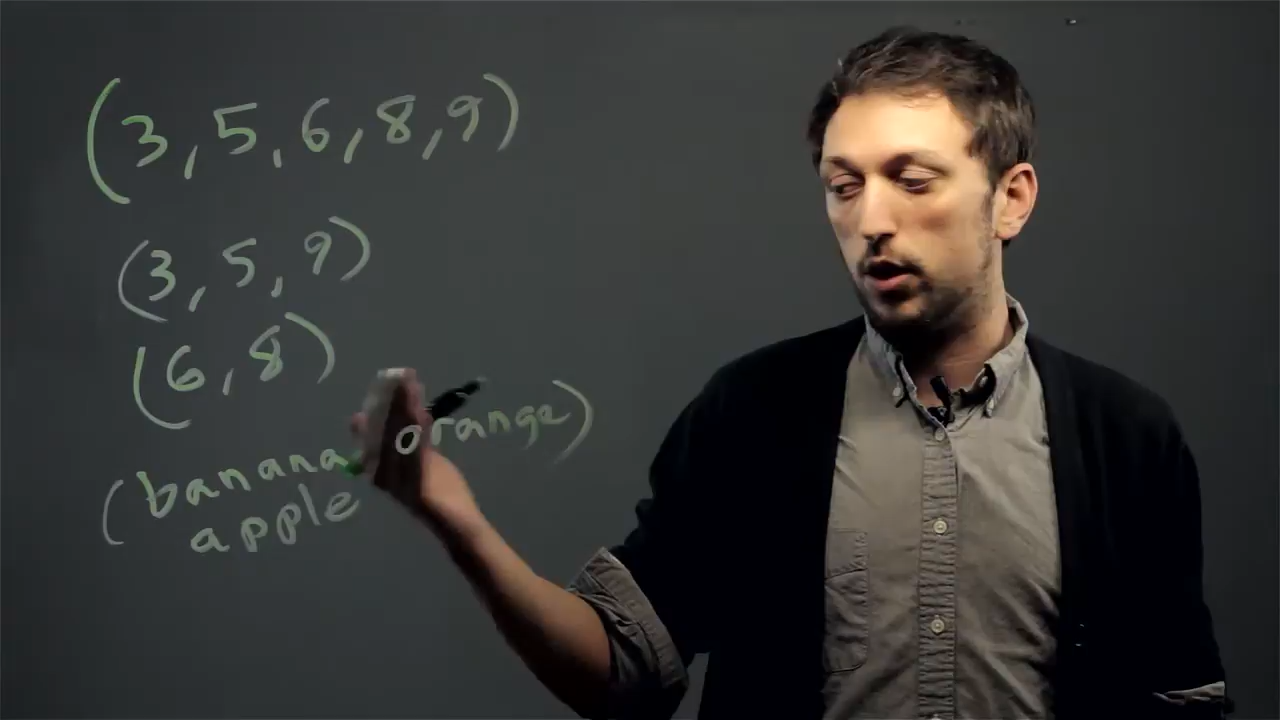 (3, 5, 6, 8, 9)
(3, 5, 9)
(6, 8)
(banana, orange)
apple